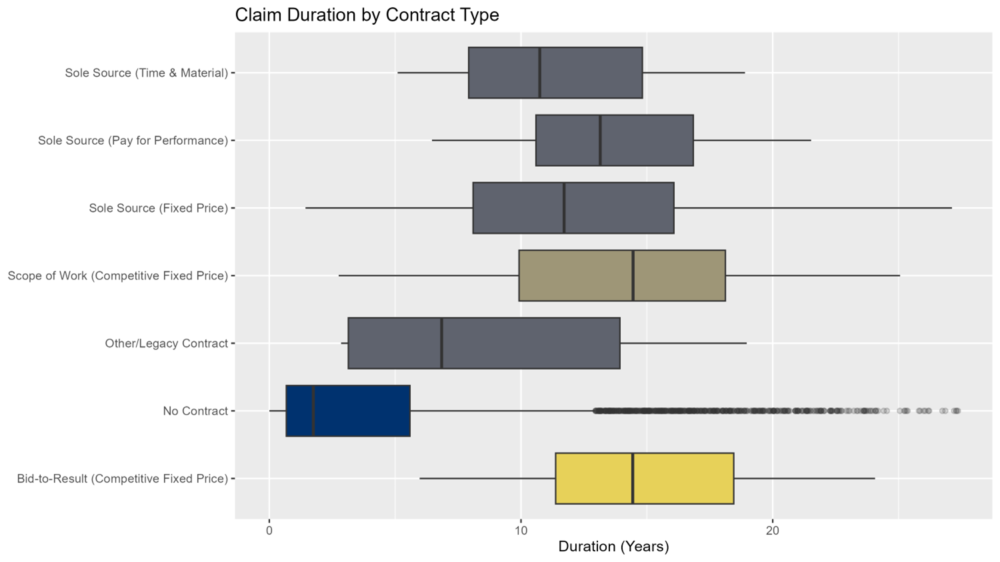 Claim Duration by Contract Type
Sole Source (Time & Material)
Sole Source (Pay for Performance)
Sole Source (Fixed Price)
Scope of Work (Competitive Fixed Price)
Other/Legacy Contract
No Contract
Bid-to-Result (Competitive Fixed Price)
0 10 20
Duration (Years)